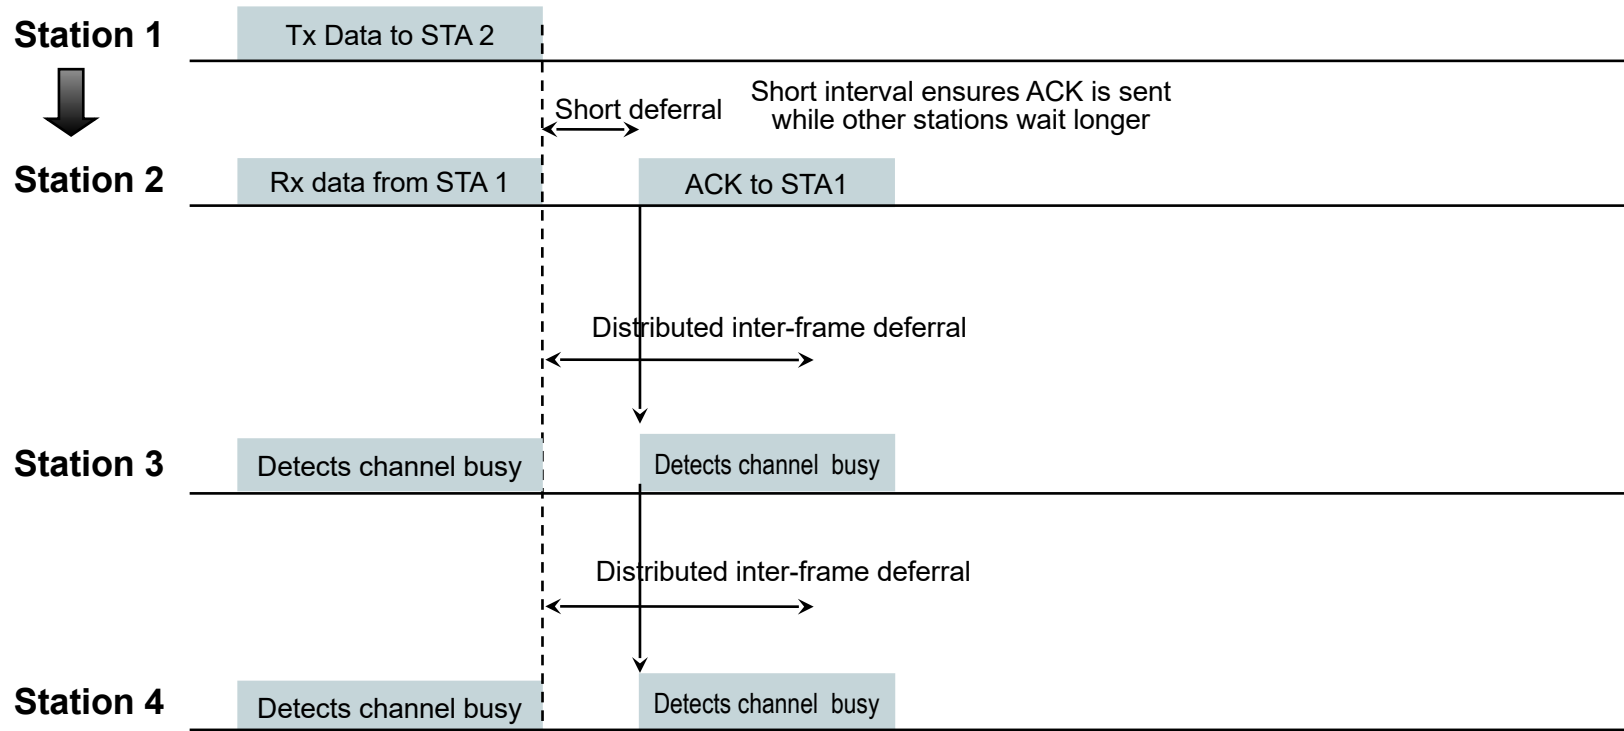 Station 1
Tx Data to STA 2
Short deferral
Short interval ensures ACK is sent
while other stations wait longer
Station 2
Rx data from STA 1
ACK to STA1
Distributed inter-frame deferral
Station 3
Detects channel busy
Detects channel busy
Distributed inter-frame deferral
Station 4
Detects channel busy
Detects channel busy